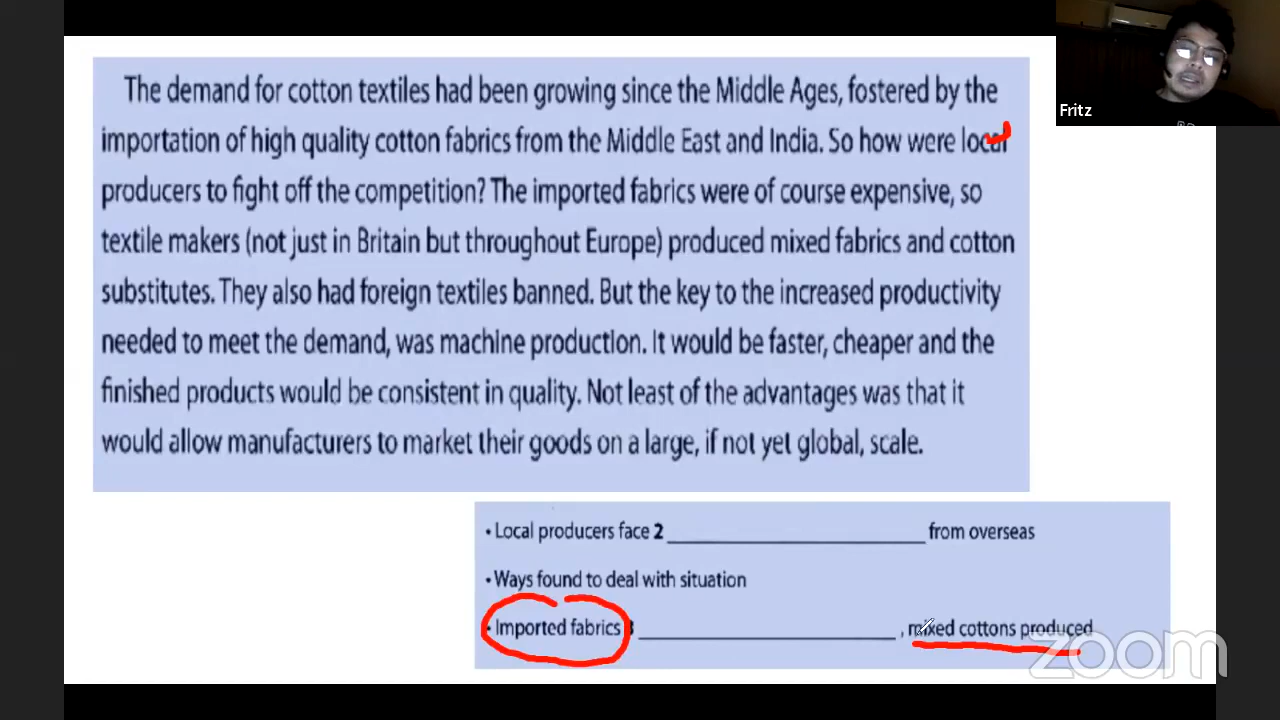 Fritz
The demand for cotton textiles had been growing since the Middle Ages, fostered by the
importation of high quality cotton fabrics from the Middle East and India. So how were local
producers to fight off the competition? The imported fabrics were of course expensive, so
textile makers (not just in Britain but throughout Europe) produced mixed fabrics and cotton
substitutes. They also had foreign textiles banned. But the key to the increased productivity
needed to meet the demand, was machine production. It would be faster, cheaper and the
finished products would be consistent in quality. Not least of the advantages was that it
would allow manufacturers to market their goods on a large, if not yet global, scale.
• Local producers face 2 ____________________ from overseas
• Ways found to deal with situation
• Imported fabrics 3 ____________________ , mixed cottons produced
zoom